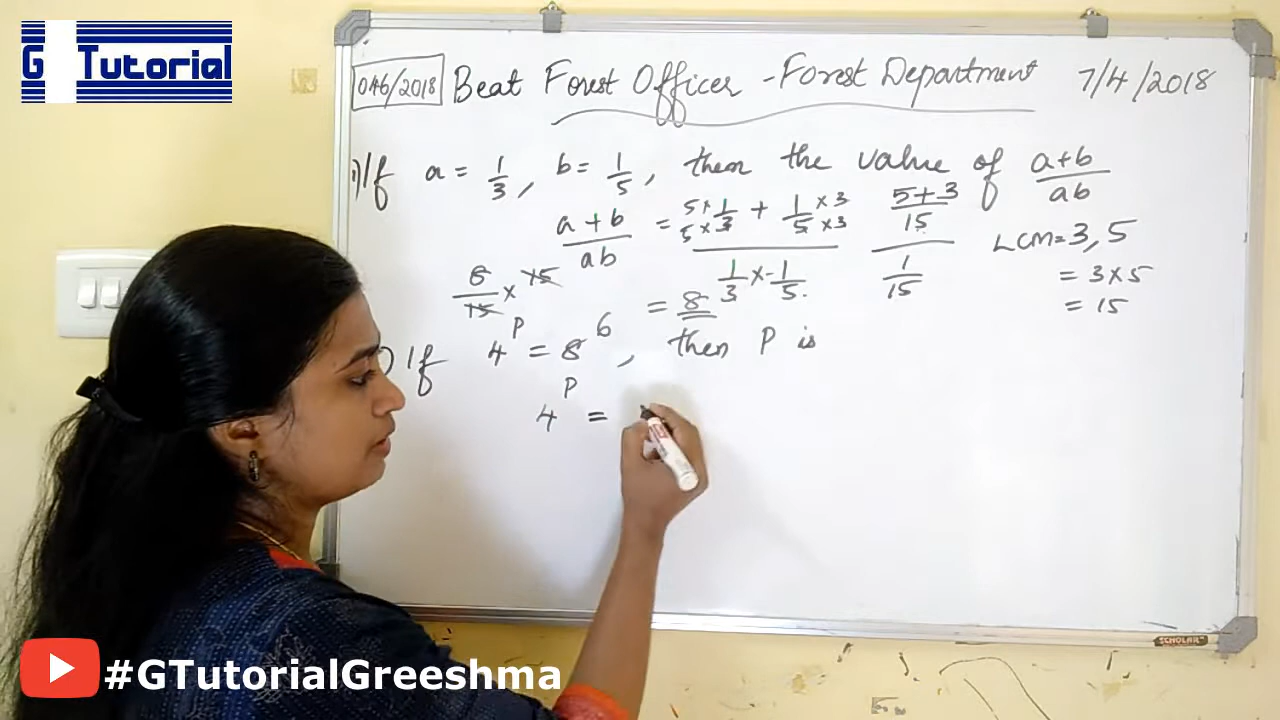 G Tutorial
046/2018 Beat Forest Officer - Forest Department 7/4/2018
If a = 1/3, b = 1/5, then the value of a+b/ab
a+b/ab = 5×1/5×3 + 1×3/5×3 / 1/3 × 1/5. 5+3/15 / 1/15 LCM = 3, 5
= 3×5
8/15 × 15 = 8 = 15
If 4^P = 8^6, then P is
4^P =
SCHOLAR
#GTutorialGreeshma